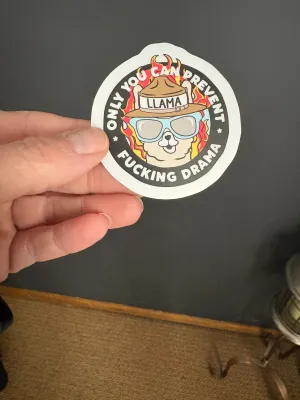 ONLY YOU CAN PREVENT
LLAMA
FUCKING DRAMA